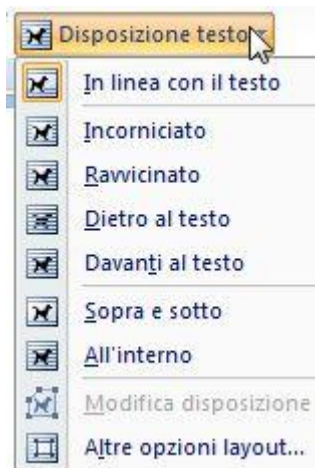 Disposizione testo
In linea con il testo
Incorniciato
Ravvicinato
Dietro al testo
Davanti al testo
Sopra e sotto
All'interno
Modifica disposizione
Altre opzioni layout...